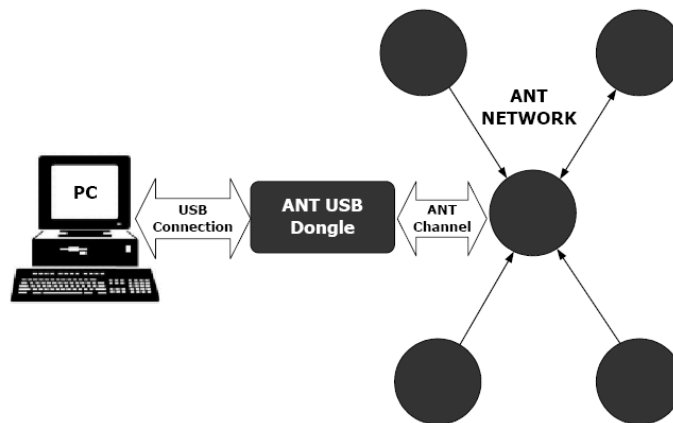 PC
USB
Connection
ANT USB
Dongle
ANT
Channel
ANT
NETWORK